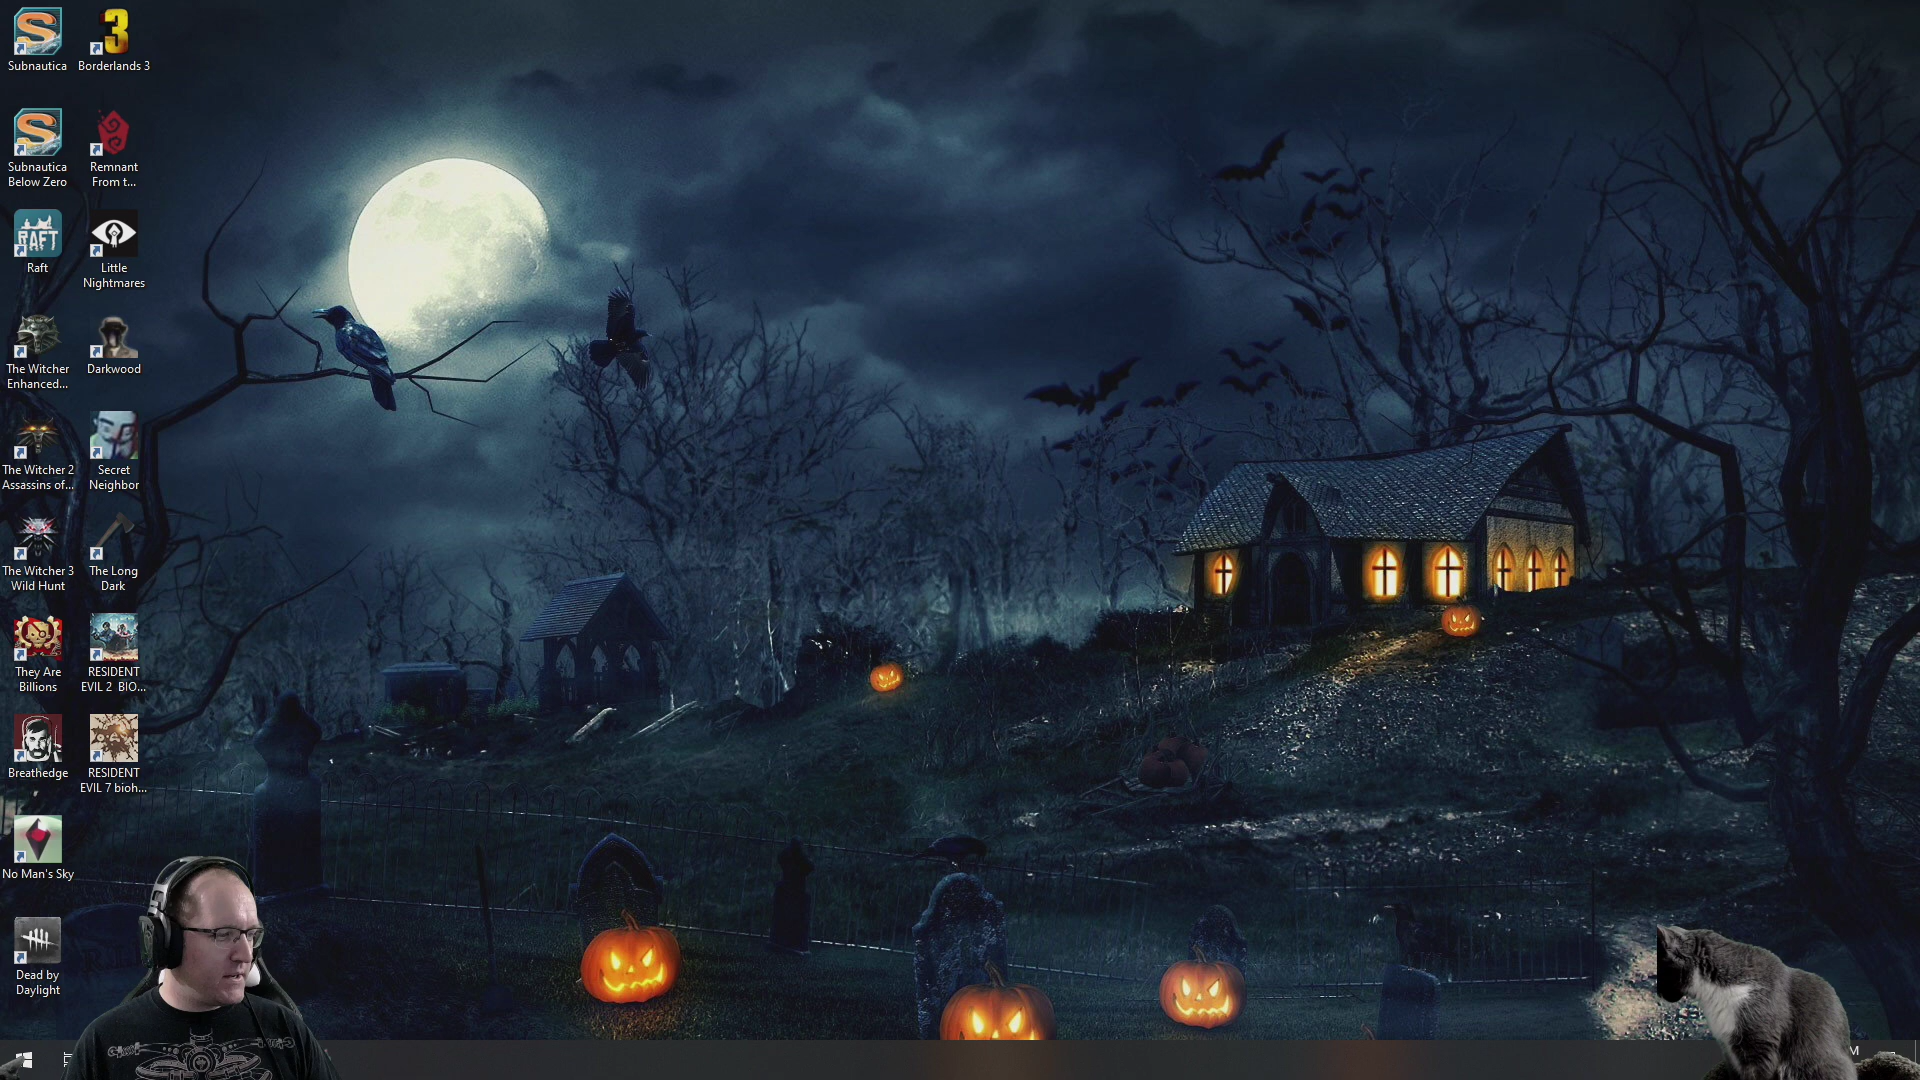 Subnautica
3
Borderlands 3
Subnautica
Below Zero
Remnant
From t...
RAFT
Raft
Little
Nightmares
The Witcher
Enhanced...
Darkwood
The Witcher 2
Assassins of...
Secret
Neighbor
The Witcher 3
Wild Hunt
The Long
Dark
They Are
Billions
RESIDENT
EVIL 2 BIO...
Breathedge
RESIDENT
EVIL 7 bioh...
No Man's Sky
Dead by
Daylight
M